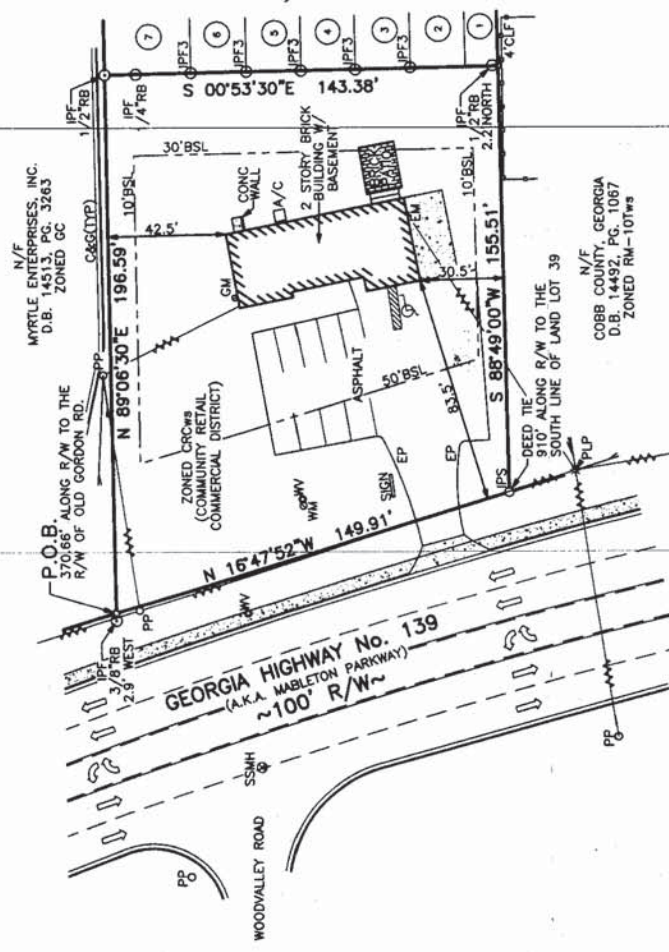 N/F
MYRTLE ENTERPRISES, INC.
D.B. 14513, PG. 3263
ZONED GC
IPF
1/2"RB
C&G(TYP)
IPF
1/4"RB
7
6
5
4
3
2
1
IPF3
IPF3
IPF3
IPF3
IPF3
4'CLF
S 00°53'30"E 143.38'
N 89°06'30"E 196.59'
10'BSL
30'BSL
42.5'
CONC
WALL
A/C
2 STORY BRICK
BUILDING W/
BASEMENT
BRICK
GM
EM
10'BSL
IPF
1/2"RB
2.2'NORTH
PP
P.O.B.
370.66' ALONG R/W TO THE
R/W OF OLD GORDON RD.
ZONED CRCws
(COMMUNITY RETAIL
COMMERCIAL DISTRICT)
ASPHALT
50'BSL
30.5'
83.5'
S 88°49'00"W 155.51'
N/F
COBB COUNTY, GEORGIA
D.B. 14492, PG. 1067
ZONED RM-10Tws
DEED TIE
910' ALONG R/W TO THE
SOUTH LINE OF LAND LOT 39
WV
WM
SIGN
EP
EP
IPS
PLP
N 16°47'52"W 149.91'
PP
WV
IPF
3/8"RB
2.9' WEST
GEORGIA HIGHWAY No. 139
(A.K.A. MABLETON PARKWAY)
~100' R/W~
SSMH
PP
PP
WOODVALLEY ROAD